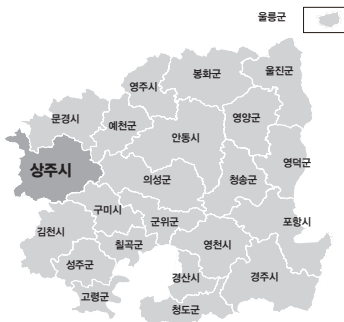 울릉군
봉화군
울진군
영주시
문경시
예천군
영양군
안동시
상주시
영덕군
의성군
청송군
구미시
군위군
포항시
김천시
칠곡군
영천시
성주군
경산시
경주시
고령군
청도군